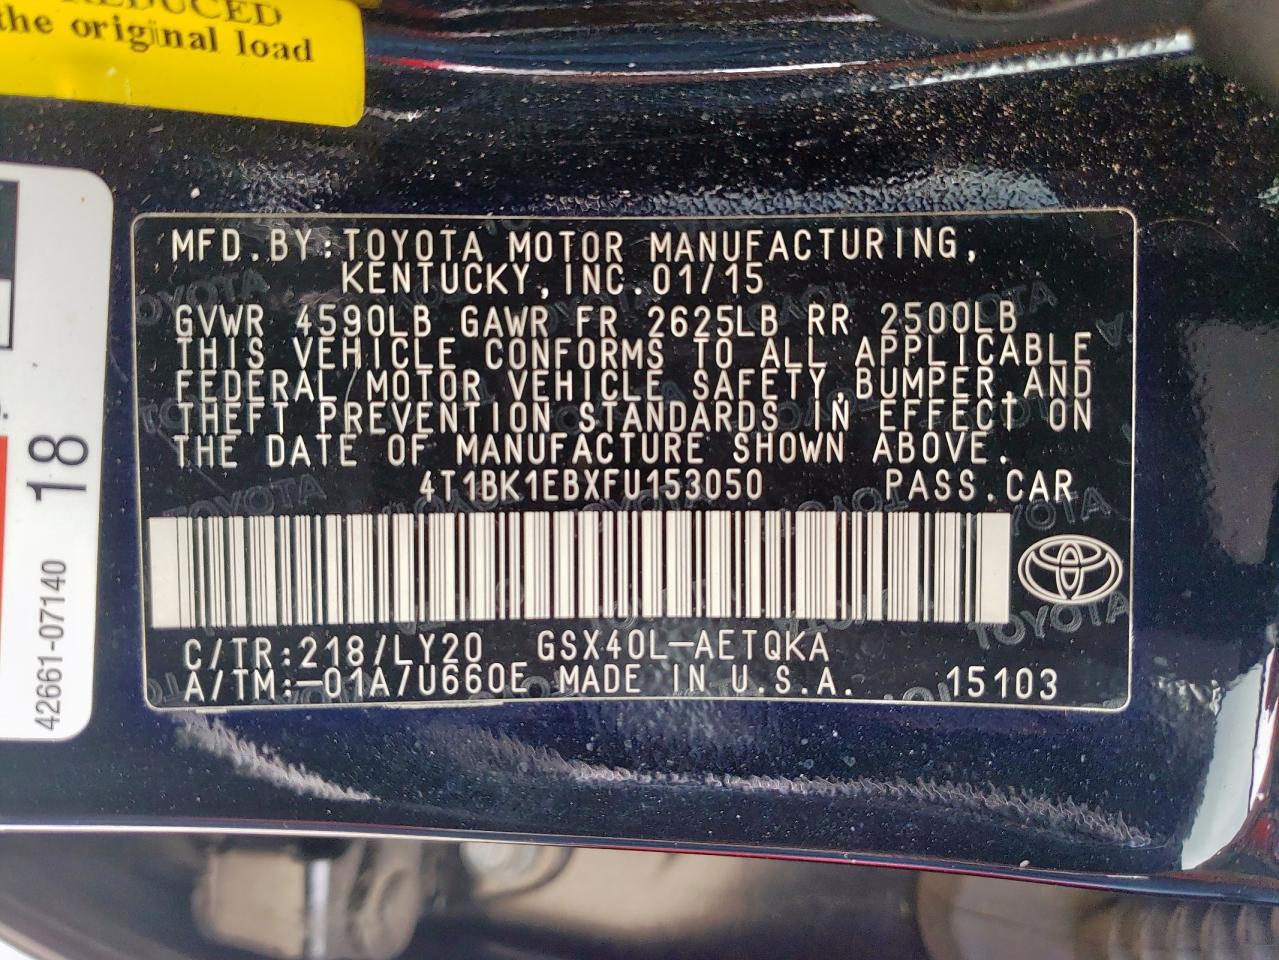 REDUCED
the original load
MFD.BY:TOYOTA MOTOR MANUFACTURING,
KENTUCKY,INC.01/15
GVWR 4590LB GAWR FR 2625LB RR 2500LB
THIS VEHICLE CONFORMS TO ALL APPLICABLE
FEDERAL MOTOR VEHICLE SAFETY,BUMPER,AND
THEFT PREVENTION STANDARDS IN EFFECT ON
THE DATE OF MANUFACTURE SHOWN ABOVE.
4T1BK1EBXFU153050 PASS.CAR
C/TR:218/LY20 GSX40L-AETQKA
A/TM:-01A/U660E MADE IN U.S.A. 15103
18
42661-07140